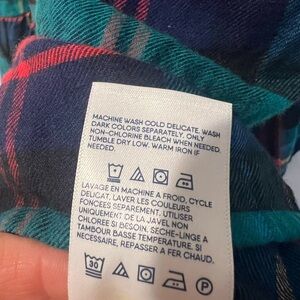 MACHINE WASH COLD DELICATE. WASH
DARK COLORS SEPARATELY. ONLY
NON-CHLORINE BLEACH WHEN NEEDED.
TUMBLE DRY LOW. WARM IRON IF
NEEDED.
LAVAGE EN MACHINE A FROID, CYCLE
DELICAT. LAVER LES COULEURS
FONCEES SEPAREMENT. UTILISER
UNIQUEMENT DE LA JAVEL NON
CHLOREE SI BESOIN. SÈCHE-LINGE A
TAMBOUR BASSE TEMPERATURE. SI
NECESSAIRE, REPASSER A FER CHAUD.
30 P